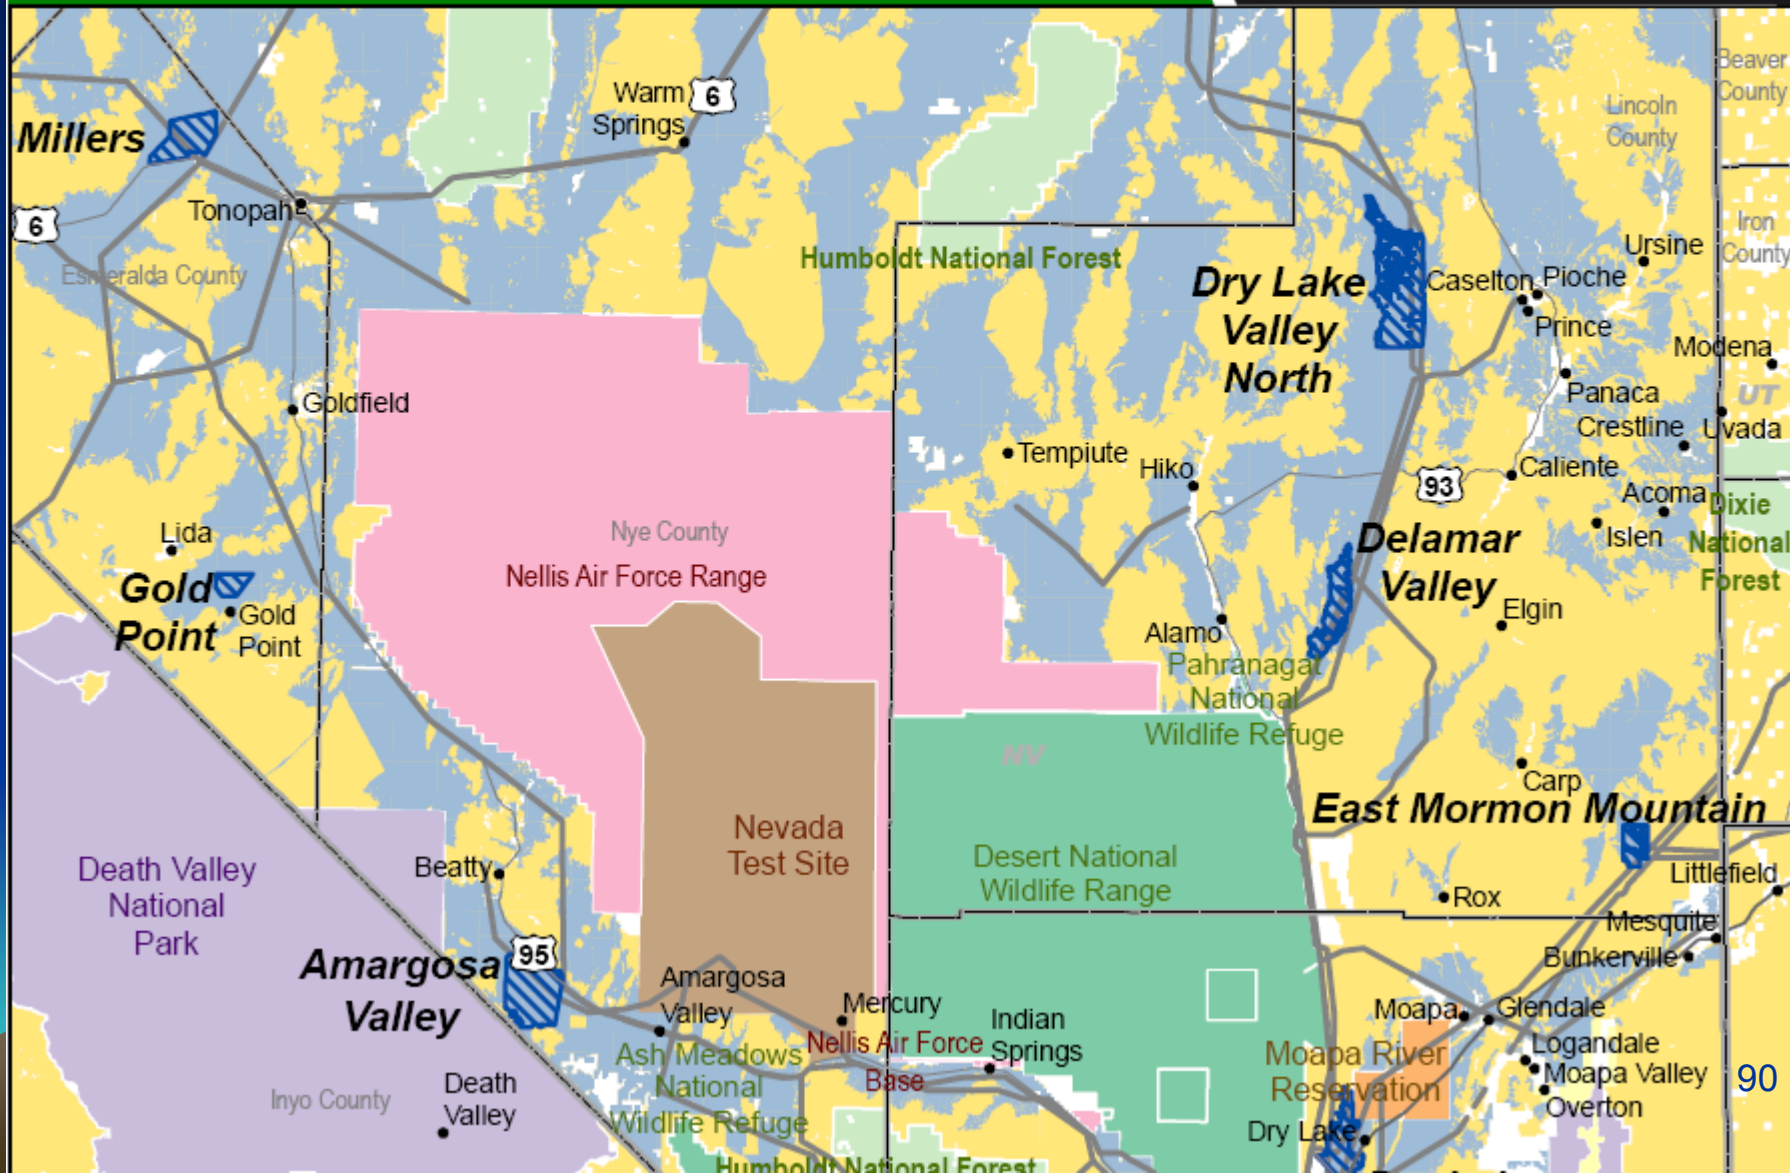 Beaver
County
Warm
Springs
6
Lincoln
County
Millers
Tonopah
6
Iron
County
Esmeralda County
Humboldt National Forest
Ursine
Dry Lake
Valley
North
Caselton
Pioche
Prince
Modena
UT
Goldfield
Panaca
Crestline
Uvada
Tempiute
Hiko
Caliente
93
Acoma
Dixie
National
Forest
Lida
Nye County
Nellis Air Force Range
Delamar
Valley
Islen
Gold
Point
Gold
Point
Elgin
Alamo
Pahranagat
National
Wildlife Refuge
NV
Carp
East Mormon Mountain
Nevada
Test Site
Death Valley
National
Park
Beatty
Desert National
Wildlife Range
Littlefield
Rox
Mesquite
Bunkerville
95
Amargosa
Valley
Amargosa
Valley
Mercury
Indian
Springs
Moapa
Glendale
Nellis Air Force
Base
Ash Meadows
National
Wildlife Refuge
Moapa River
Reservation
Logandale
Moapa Valley
Overton
90
Inyo County
Death
Valley
Dry Lake
Humboldt National Forest